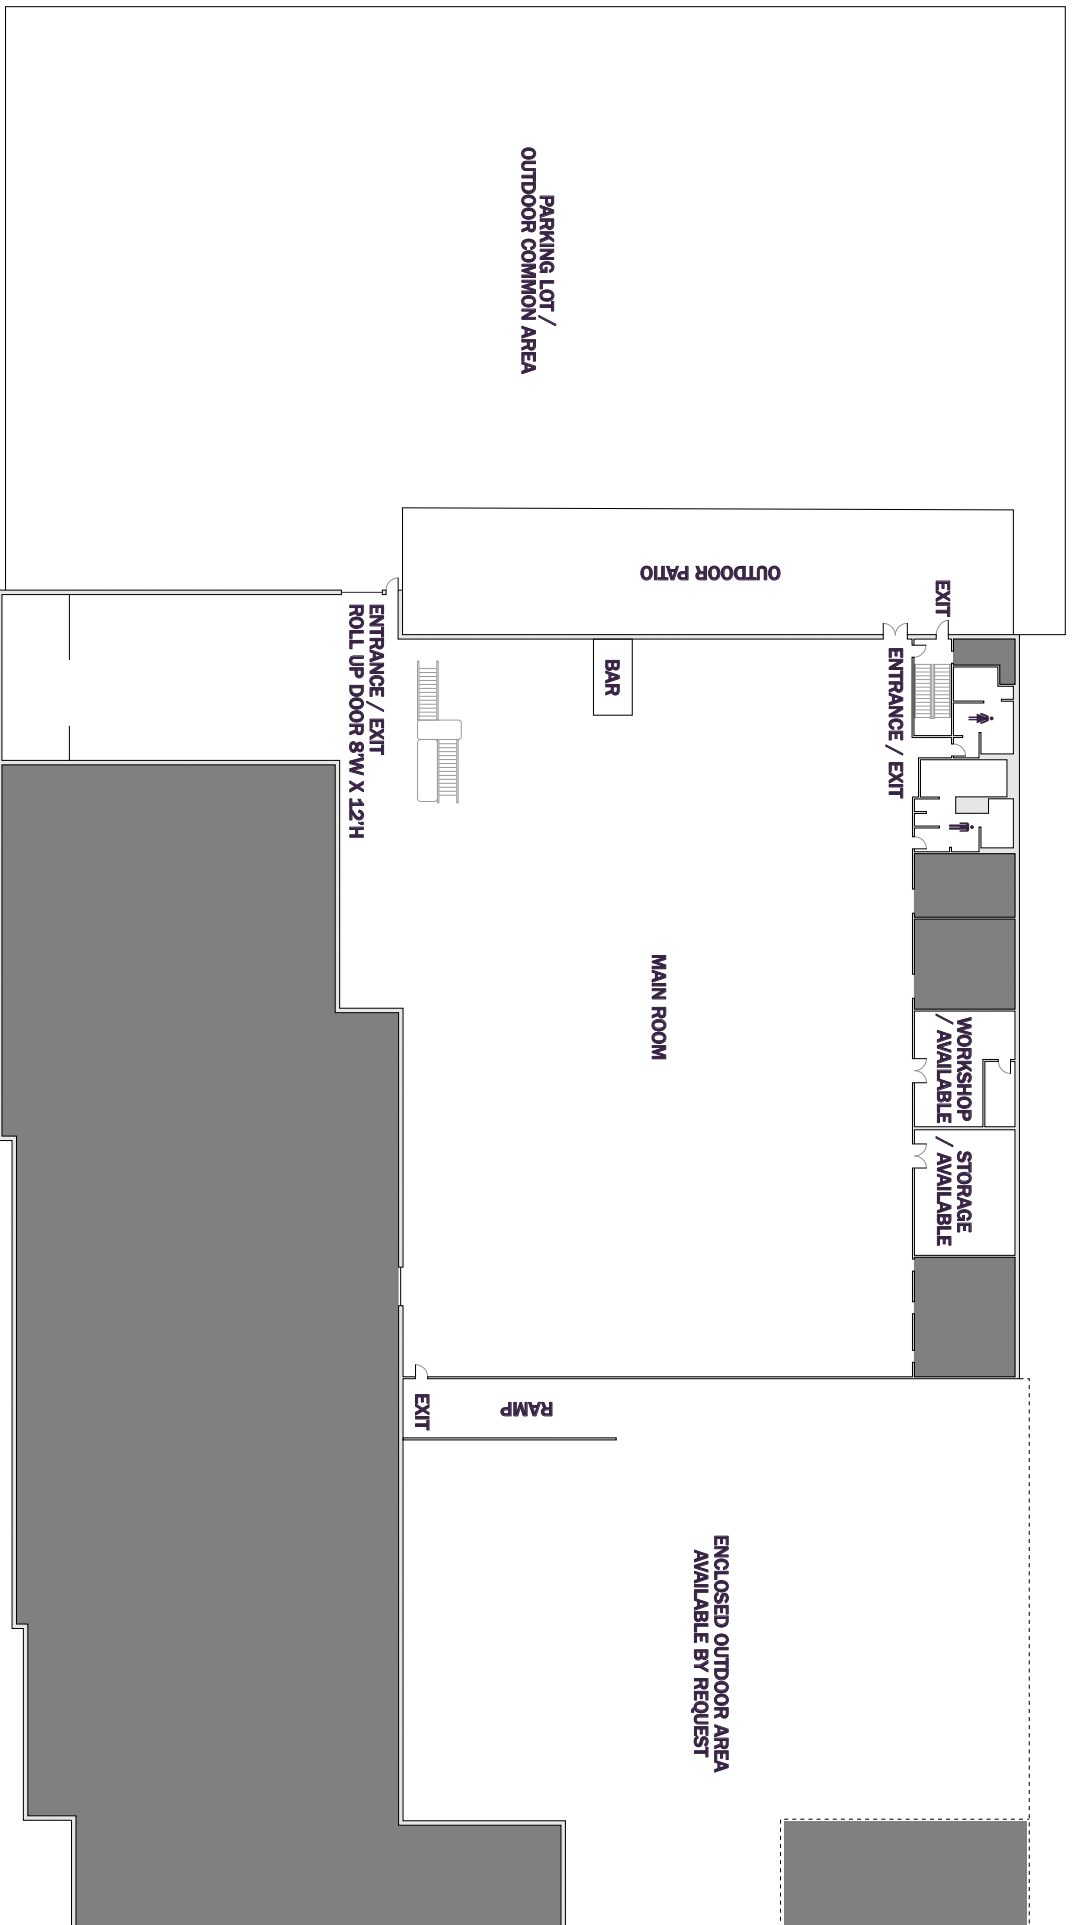 PARKING LOT /
OUTDOOR COMMON AREA
OUTDOOR PATIO
EXIT
ENTRANCE / EXIT
ROLL UP DOOR 8'W X 12'H
BAR
ENTRANCE / EXIT
MAIN ROOM
WORKSHOP
/ AVAILABLE
STORAGE
/ AVAILABLE
EXIT
RAMP
ENCLOSED OUTDOOR AREA
AVAILABLE BY REQUEST